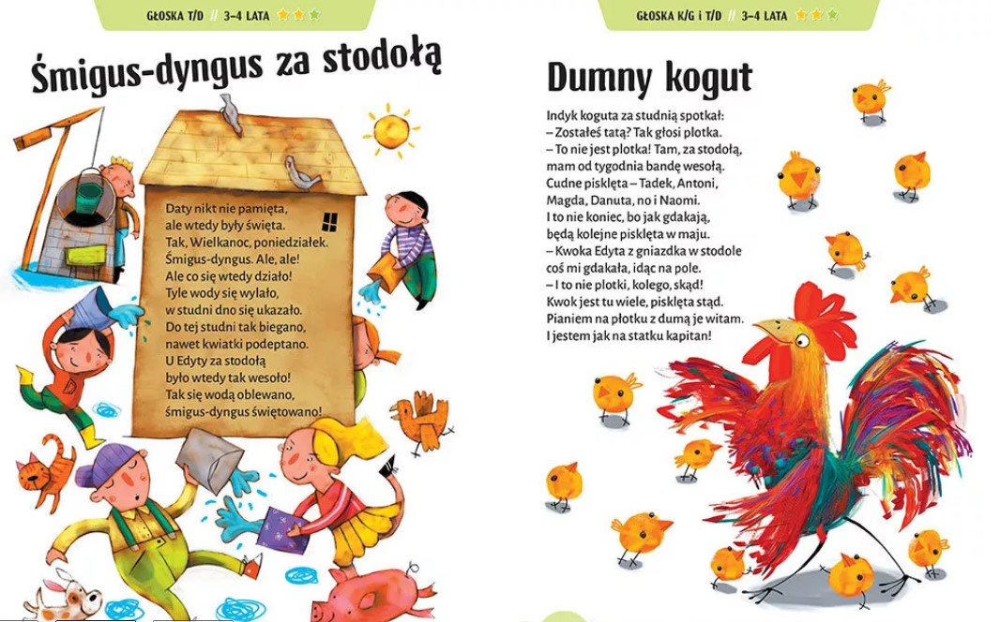 GŁOSKA T/D // 3–4 LATA
Śmigus-dyngus za stodołą
Daty nikt nie pamięta,
ale wtedy były święta.
Tak, Wielkanoc, poniedziałek.
Śmigus-dyngus. Ale, ale!
Ale co się wtedy działo!
Tyle wody się wylało,
w studni dno się ukazało.
Do tej studni tak biegano,
nawet kwiatki podeptano.
U Edyty za stodołą
było wtedy tak wesoło!
Tak się wodą oblewano,
śmigus-dyngus świętowano!
D
GŁOSKA K/G i T/D // 3–4 LATA
Dumny kogut
Indyk koguta za studnią spotkał:
– Zostałeś tatą? Tak głosi plotka.
– To nie jest plotka! Tam, za stodołą,
mam od tygodnia bandę wesołą.
Cudne pisklęta – Tadek, Antoni,
Magda, Danuta, no i Naomi.
I to nie koniec, bo jak gdakają,
będą kolejne pisklęta w maju.
– Kwoka Edyta z gniazdka w stodole
coś mi gdakała, idąc na pole.
– I to nie plotki, kolego, skąd!
Kwok jest tu wiele, pisklęta stąd.
Pianiem na płotku z dumą je witam.
I jestem jak na statku kapitan!